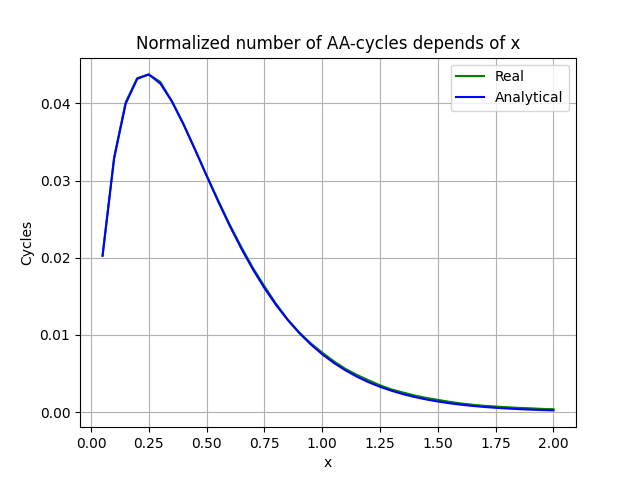 Normalized number of AA-cycles depends of x
Real
Analytical
Cycles
0.04
0.03
0.02
0.01
0.00
0.00 0.25 0.50 0.75 1.00 1.25 1.50 1.75 2.00
x